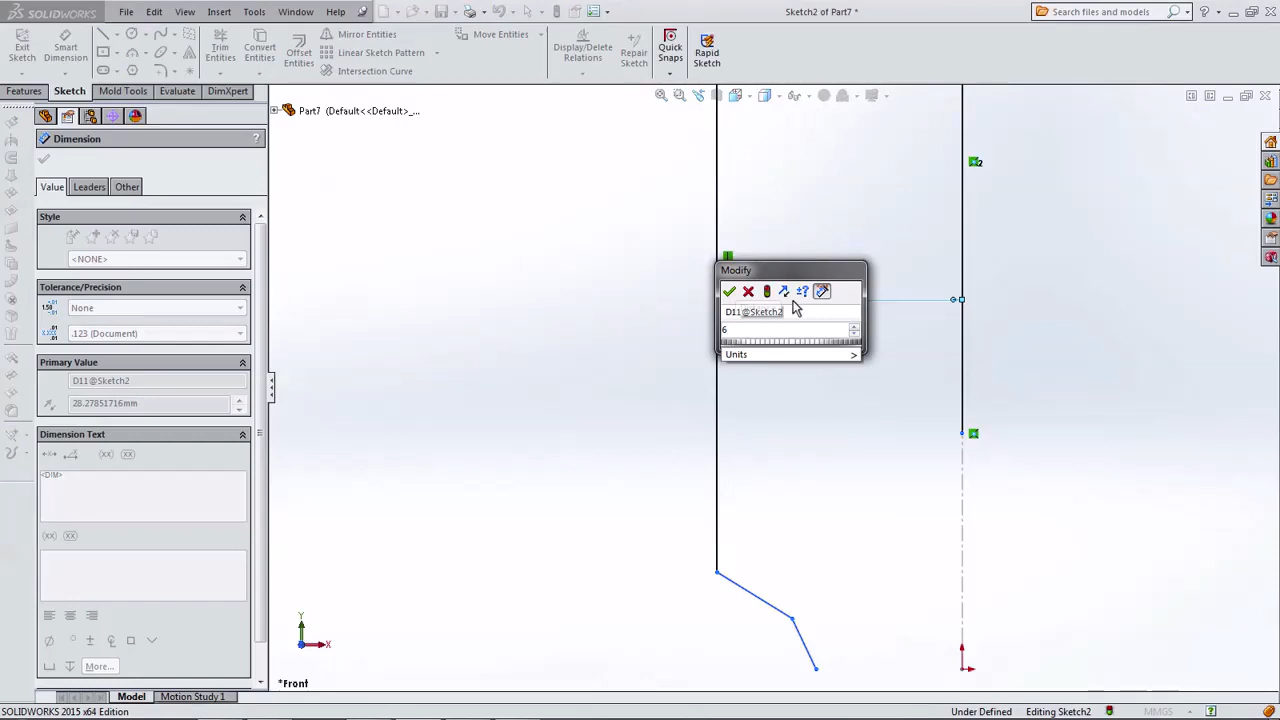 SOLIDWORKS File Edit View Insert Tools Window Help Sketch2 of Part7 * Search files and models
Exit Sketch Smart Dimension Trim Entities Convert Entities Offset Entities Mirror Entities Move Entities Display/Delete Relations Repair Sketch Quick Snaps Rapid Sketch
Linear Sketch Pattern
Intersection Curve
Features Sketch Mold Tools Evaluate DimXpert
Part7 (Default<<Default>_...
Dimension ?
Value Leaders Other
Style
<NONE>
Tolerance/Precision
None
.123 (Document)
Primary Value
D11@Sketch2
28.27851716mm
Dimension Text
<DIM>
More...
2
Modify
D11@Sketch2
6
Units >
Y
X
*Front
Model Motion Study 1
SOLIDWORKS 2015 x64 Edition Under Defined Editing Sketch2 MMGS